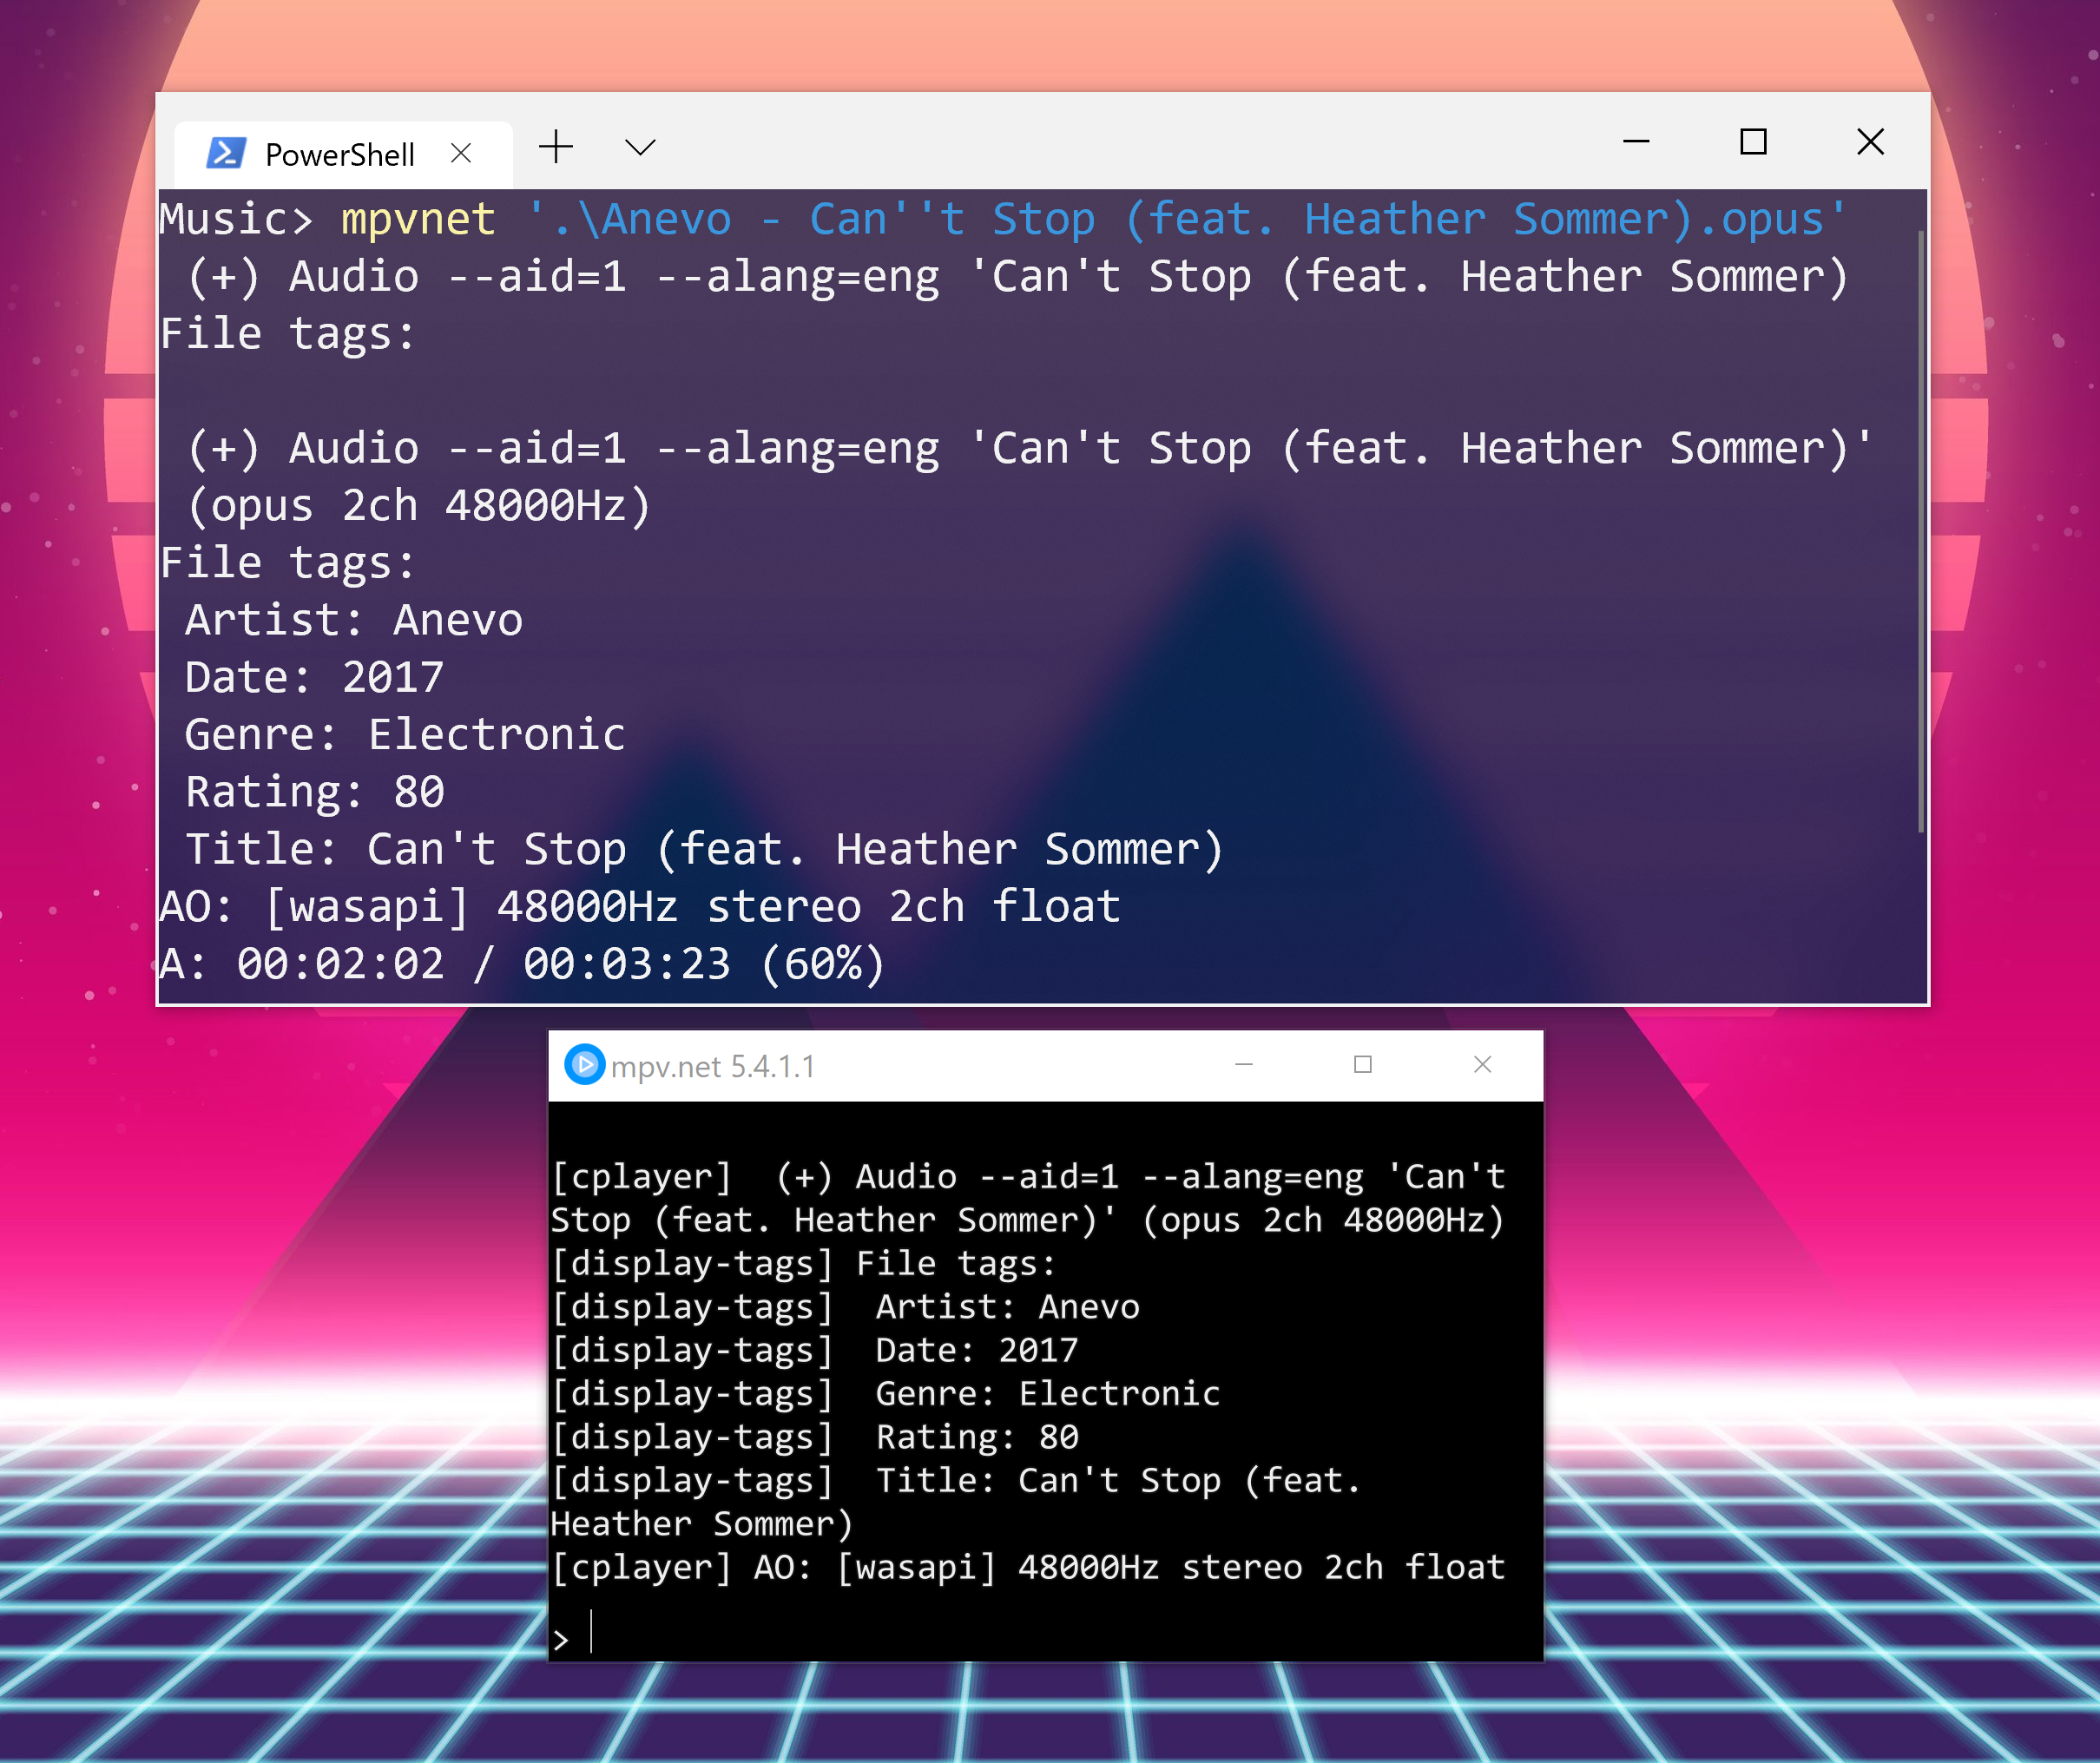 PowerShell
Music> mpvnet '.\Anevo - Can''t Stop (feat. Heather Sommer).opus'
(+) Audio --aid=1 --alang=eng 'Can't Stop (feat. Heather Sommer)
File tags:
(+) Audio --aid=1 --alang=eng 'Can't Stop (feat. Heather Sommer)'
(opus 2ch 48000Hz)
File tags:
Artist: Anevo
Date: 2017
Genre: Electronic
Rating: 80
Title: Can't Stop (feat. Heather Sommer)
AO: [wasapi] 48000Hz stereo 2ch float
A: 00:02:02 / 00:03:23 (60%)
mpv.net 5.4.1.1
[cplayer]  (+) Audio --aid=1 --alang=eng 'Can't
Stop (feat. Heather Sommer)' (opus 2ch 48000Hz)
[display-tags] File tags:
[display-tags]  Artist: Anevo
[display-tags]  Date: 2017
[display-tags]  Genre: Electronic
[display-tags]  Rating: 80
[display-tags]  Title: Can't Stop (feat.
Heather Sommer)
[cplayer] AO: [wasapi] 48000Hz stereo 2ch float
>